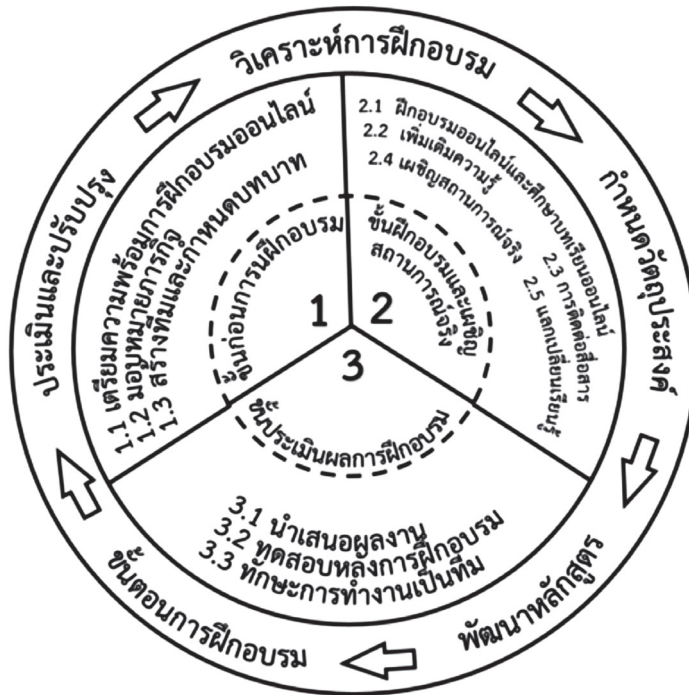 วิเคราะห์การฝึกอบรม
กำหนดวัตถุประสงค์
พัฒนาหลักสูตร
ขั้นตอนการฝึกอบรม
ประเมินและปรับปรุง
1
ขั้นก่อนการนฝึกอบรม
1.1 เตรียมความพร้อมการฝึกอบรมออนไลน์
1.2 มอบหมายภารกิจ
1.3 สร้างทีมและกำหนดบทบาท
2
ขั้นฝึกอบรมและเผชิญ
สถานการณ์จริง
2.1 ฝึกอบรมออนไลน์และศึกษาบทเรียนออนไลน์
2.2 เพิ่มเติมความรู้
2.3 การติดต่อสื่อสาร
2.4 เผชิญสถานการณ์จริง
2.5 แลกเปลี่ยนเรียนรู้
3
ขั้นประเมินผลการฝึกอบรม
3.1 นำเสนอผลงาน
3.2 ทดสอบหลังการฝึกอบรม
3.3 ทักษะการทำงานเป็นทีม